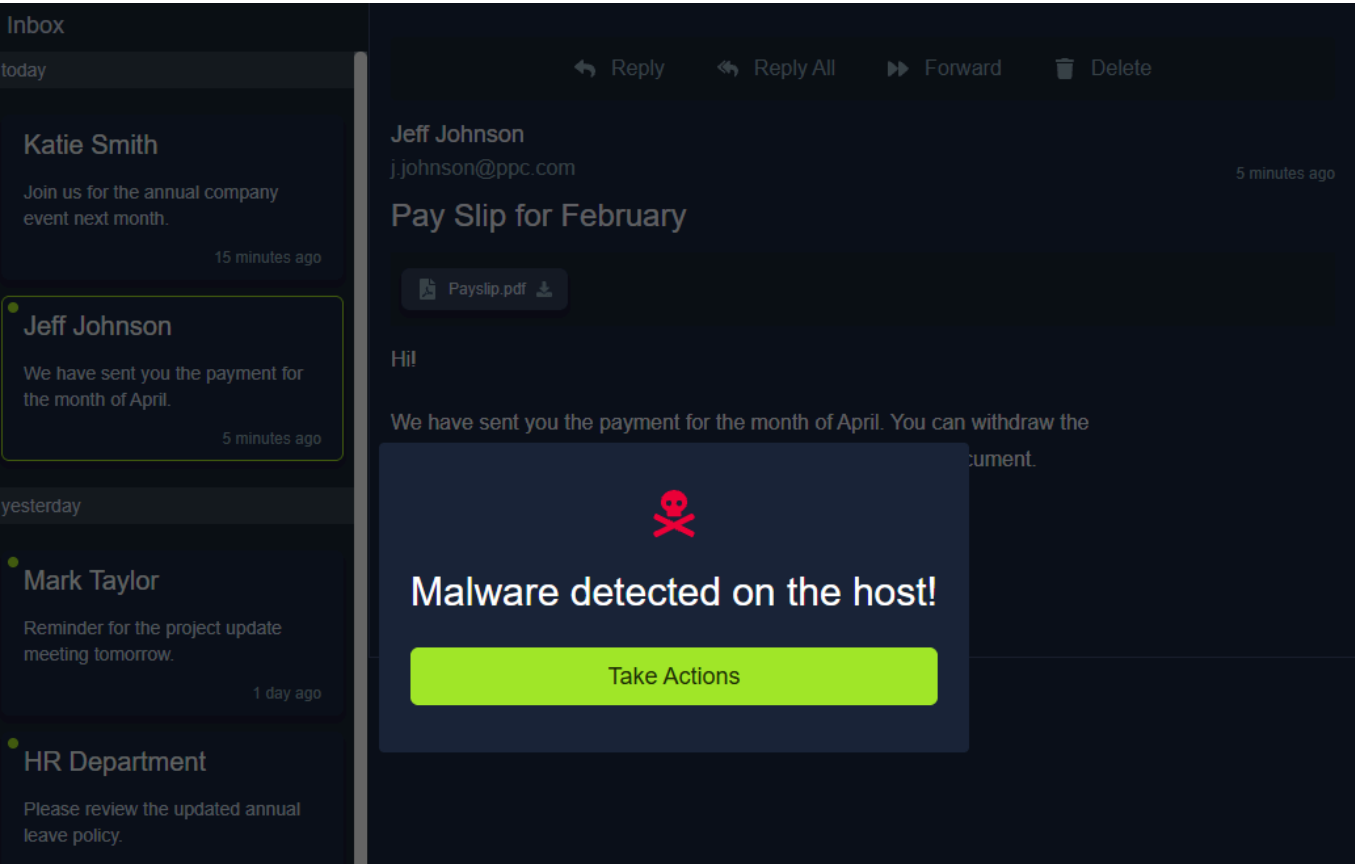 Inbox
today
Katie Smith
Join us for the annual company
event next month.
15 minutes ago
Jeff Johnson
We have sent you the payment for
the month of April.
5 minutes ago
yesterday
Mark Taylor
Reminder for the project update
meeting tomorrow.
1 day ago
HR Department
Please review the updated annual
leave policy.
Reply Reply All Forward Delete
Jeff Johnson
j.johnson@ppc.com
5 minutes ago
Pay Slip for February
Payslip.pdf
Hi!
We have sent you the payment for the month of April. You can withdraw the
Malware detected on the host!
Take Actions